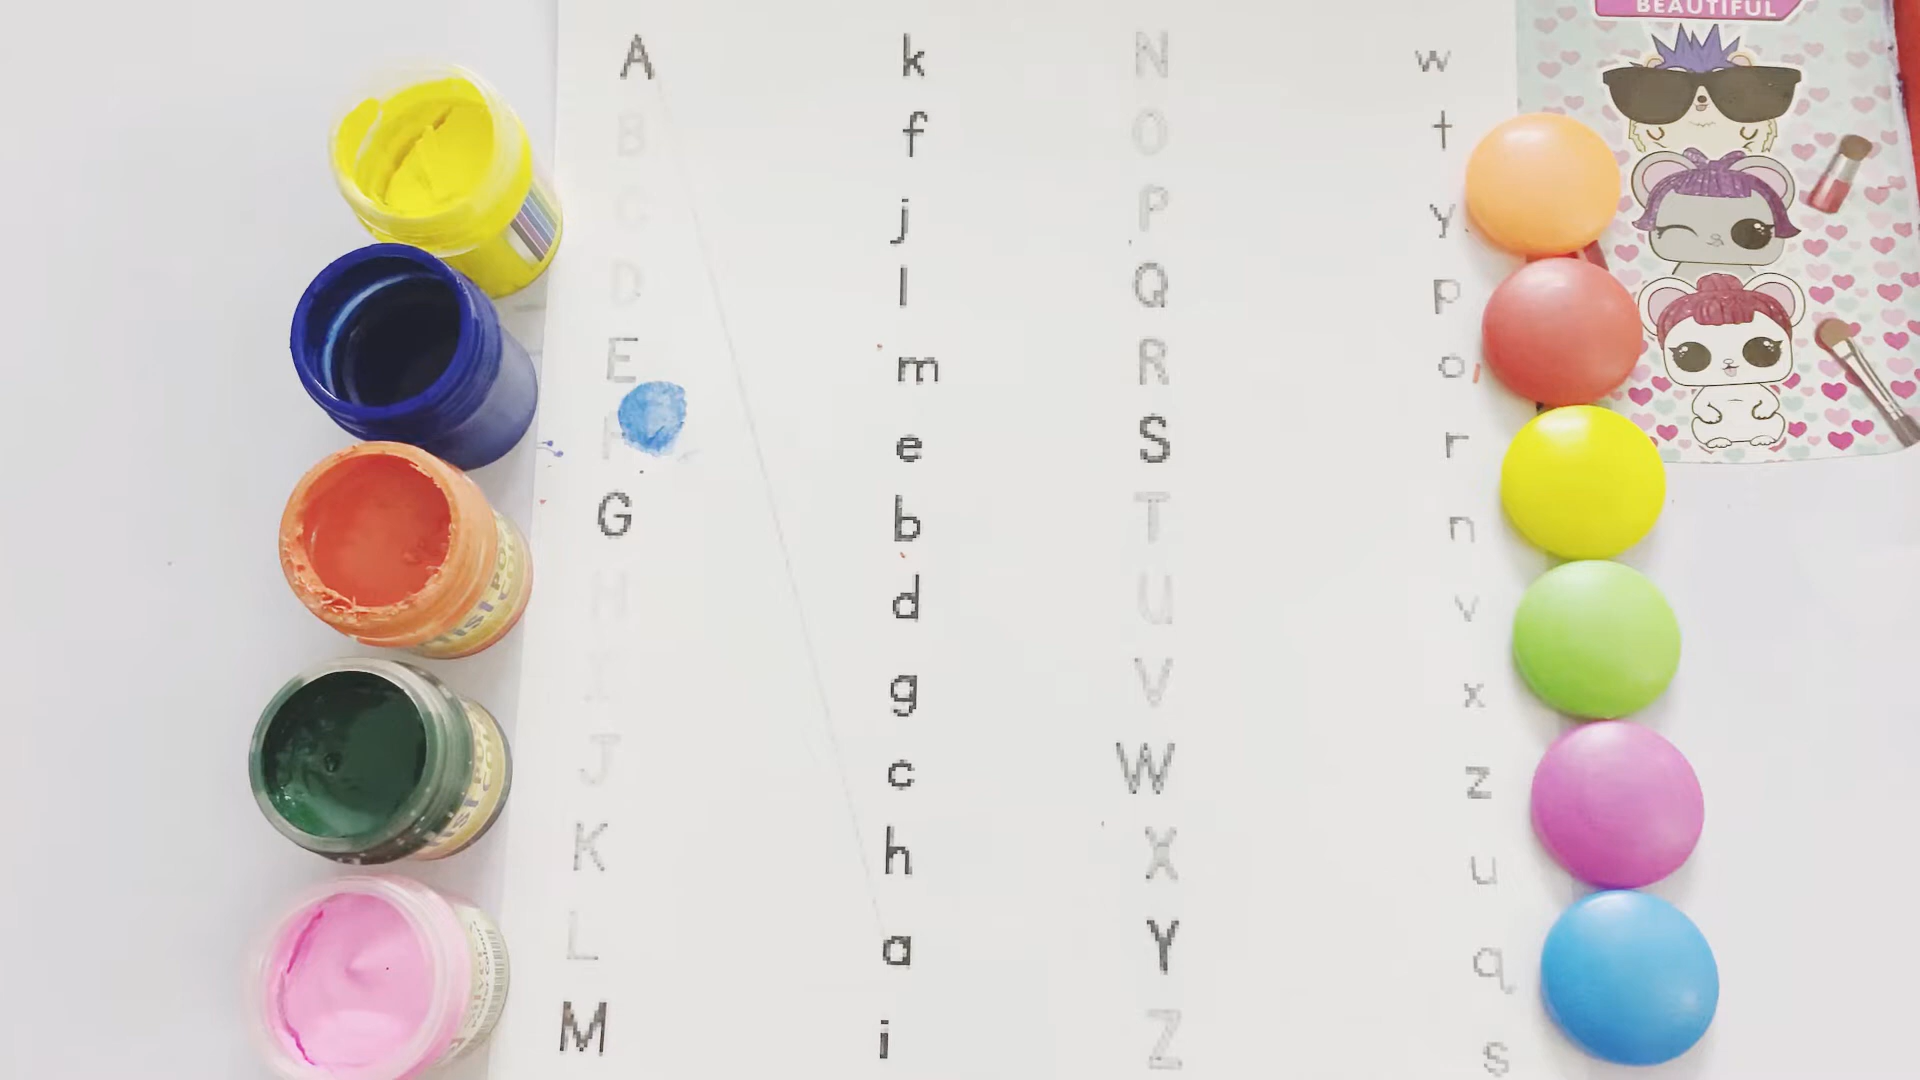 BEAUTIFUL
A k N w
B f O t
C j P y
D l Q p
E m R o
F e S r
G b T n
H d U v
I g V x
J c W z
K h X u
L a Y q
M i Z s